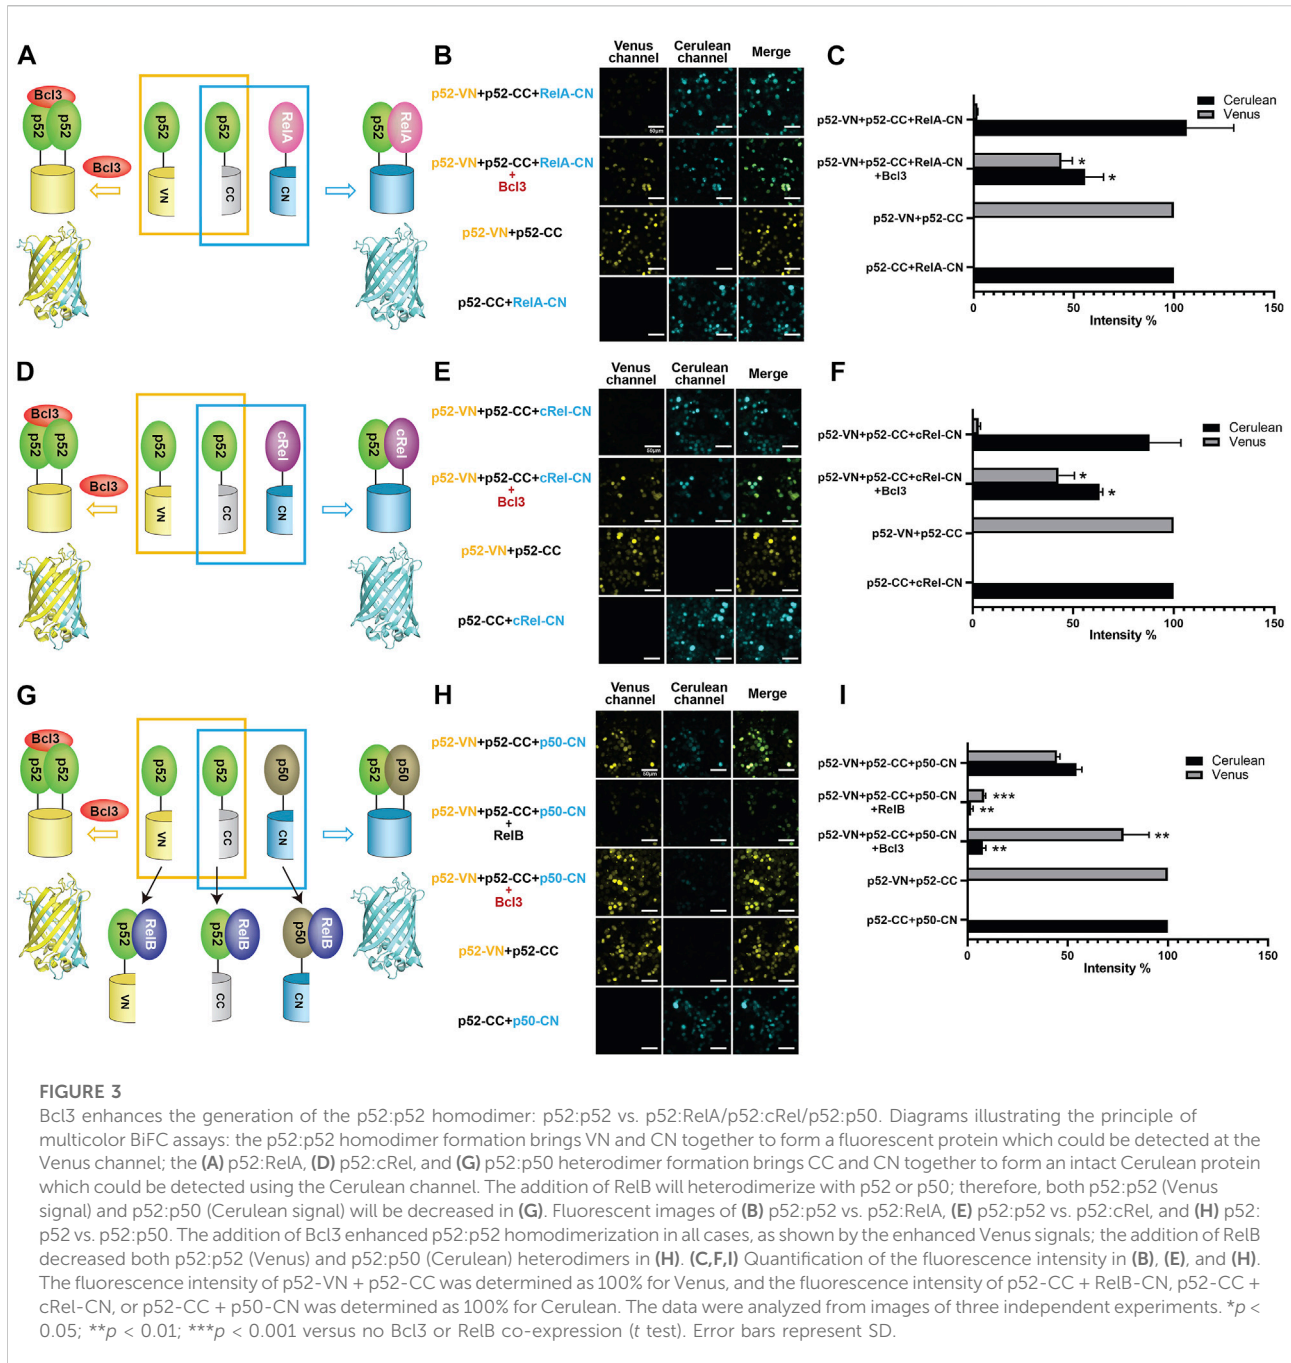 A
Bcl3
p52
p52
Bcl3
p52
VN
p52
CC
RelA
CN
p52
RelA
B
Venus channel
Cerulean channel
Merge
p52-VN+p52-CC+RelA-CN
50μm
p52-VN+p52-CC+RelA-CN
+
Bcl3
p52-VN+p52-CC
p52-CC+RelA-CN
C
Cerulean
Venus
p52-VN+p52-CC+RelA-CN
p52-VN+p52-CC+RelA-CN
+Bcl3
*
*
p52-VN+p52-CC
p52-CC+RelA-CN
0 50 100 150
Intensity %
D
Bcl3
p52
p52
Bcl3
p52
VN
p52
CC
cRel
CN
p52
cRel
E
Venus channel
Cerulean channel
Merge
p52-VN+p52-CC+cRel-CN
50μm
p52-VN+p52-CC+cRel-CN
+
Bcl3
p52-VN+p52-CC
p52-CC+cRel-CN
F
Cerulean
Venus
p52-VN+p52-CC+cRel-CN
p52-VN+p52-CC+cRel-CN
+Bcl3
*
*
p52-VN+p52-CC
p52-CC+cRel-CN
0 50 100 150
Intensity %
G
Bcl3
p52
p52
Bcl3
p52
VN
p52
CC
p50
CN
p52
p50
p52
RelB
VN
p52
RelB
CC
p50
RelB
CN
H
Venus channel
Cerulean channel
Merge
p52-VN+p52-CC+p50-CN
50μm
p52-VN+p52-CC+p50-CN
+
RelB
p52-VN+p52-CC+p50-CN
+
Bcl3
p52-VN+p52-CC
p52-CC+p50-CN
I
Cerulean
Venus
p52-VN+p52-CC+p50-CN
p52-VN+p52-CC+p50-CN
+RelB
***
**
p52-VN+p52-CC+p50-CN
+Bcl3
**
**
p52-VN+p52-CC
p52-CC+p50-CN
0 50 100 150
Intensity %
FIGURE 3
Bcl3 enhances the generation of the p52:p52 homodimer: p52:p52 vs. p52:RelA/p52:cRel/p52:p50. Diagrams illustrating the principle of
multicolor BiFC assays: the p52:p52 homodimer formation brings VN and CN together to form a fluorescent protein which could be detected at the
Venus channel; the (A) p52:RelA, (D) p52:cRel, and (G) p52:p50 heterodimer formation brings CC and CN together to form an intact Cerulean protein
which could be detected using the Cerulean channel. The addition of RelB will heterodimerize with p52 or p50; therefore, both p52:p52 (Venus
signal) and p52:p50 (Cerulean signal) will be decreased in (G). Fluorescent images of (B) p52:p52 vs. p52:RelA, (E) p52:p52 vs. p52:cRel, and (H) p52:
p52 vs. p52:p50. The addition of Bcl3 enhanced p52:p52 homodimerization in all cases, as shown by the enhanced Venus signals; the addition of RelB
decreased both p52:p52 (Venus) and p52:p50 (Cerulean) heterodimers in (H). (C,F,I) Quantification of the fluorescence intensity in (B), (E), and (H).
The fluorescence intensity of p52-VN + p52-CC was determined as 100% for Venus, and the fluorescence intensity of p52-CC + RelB-CN, p52-CC +
cRel-CN, or p52-CC + p50-CN was determined as 100% for Cerulean. The data were analyzed from images of three independent experiments. *p <
0.05; **p < 0.01; ***p < 0.001 versus no Bcl3 or RelB co-expression (t test). Error bars represent SD.